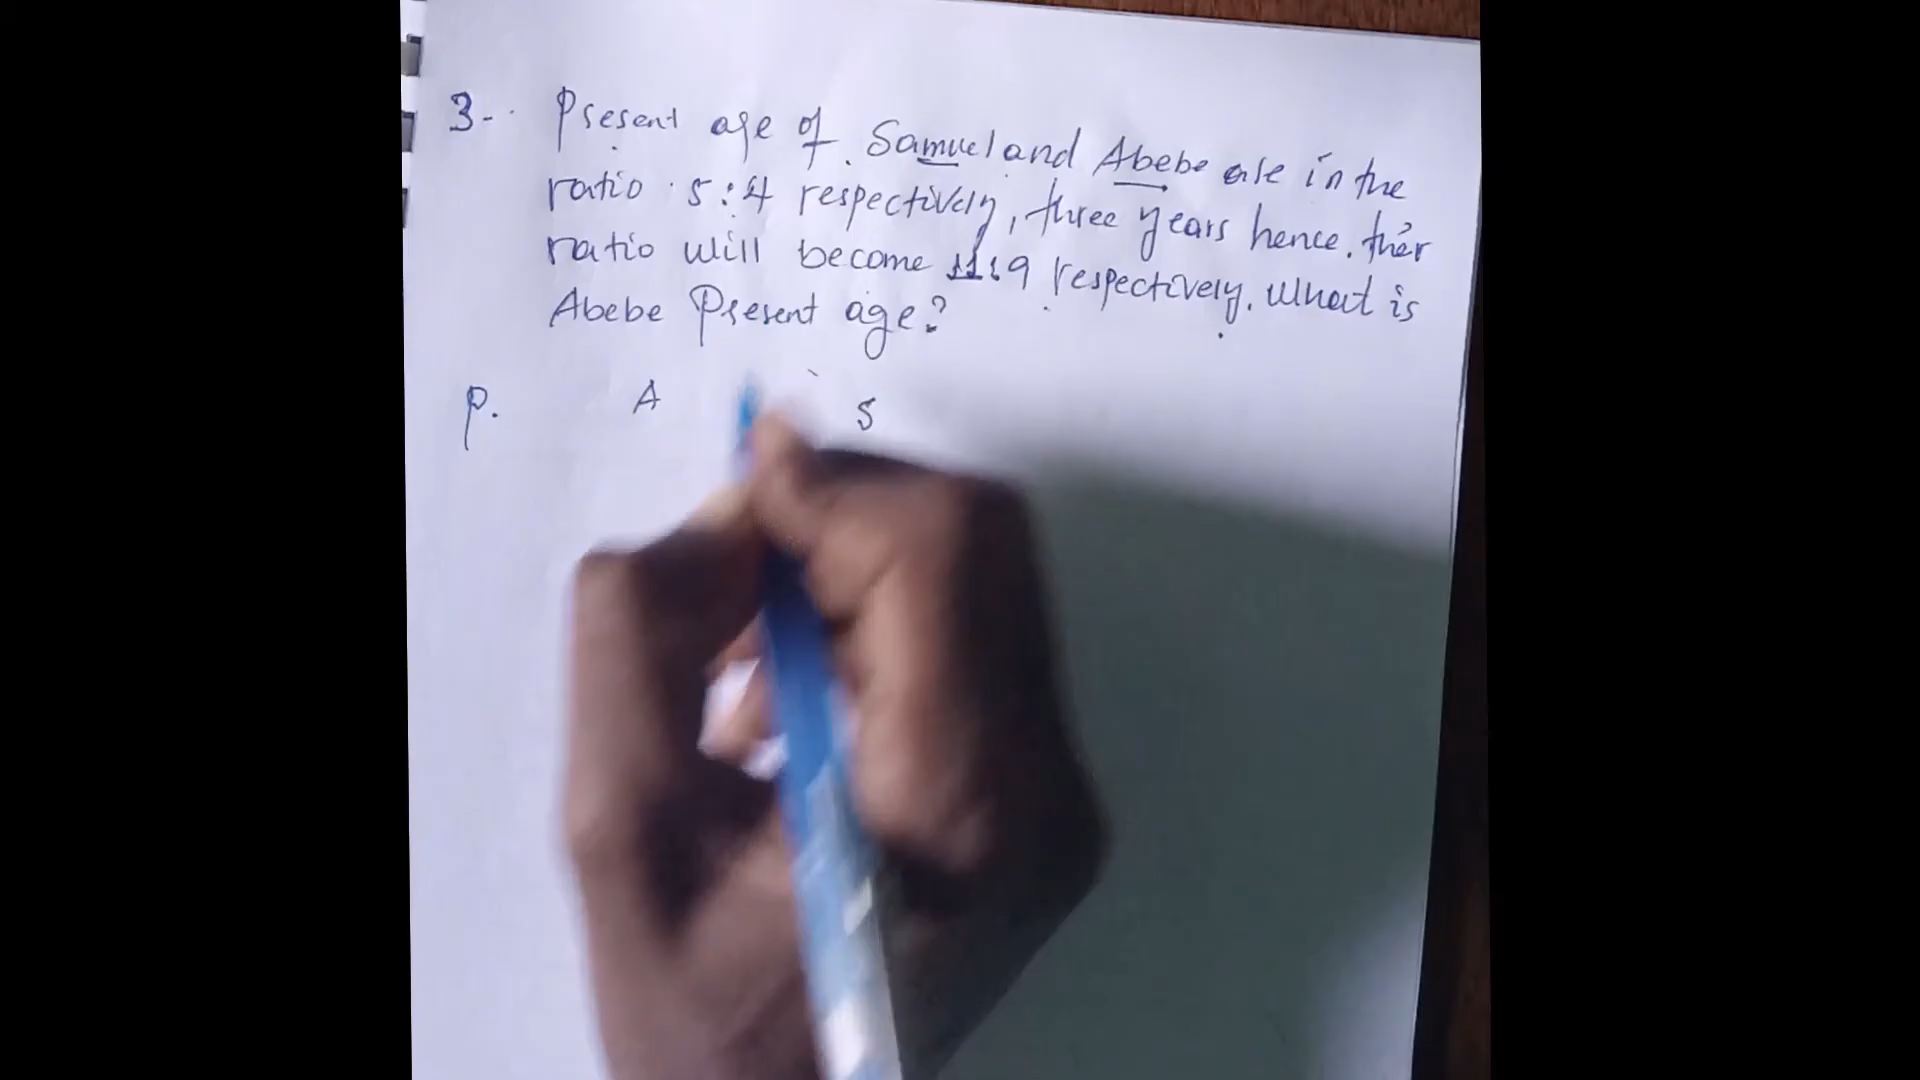 3- Present age of Samuel and Abebe are in the
ratio 5:4 respectively, three years hence. their
ratio will become 11:9 respectively. What is
Abebe Present age?
P. A S